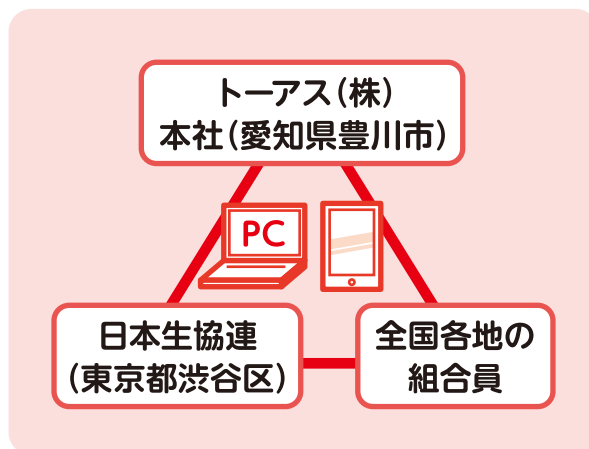 トーアス（株）
本社（愛知県豊川市）
PC
日本生協連
（東京都渋谷区）
全国各地の
組合員